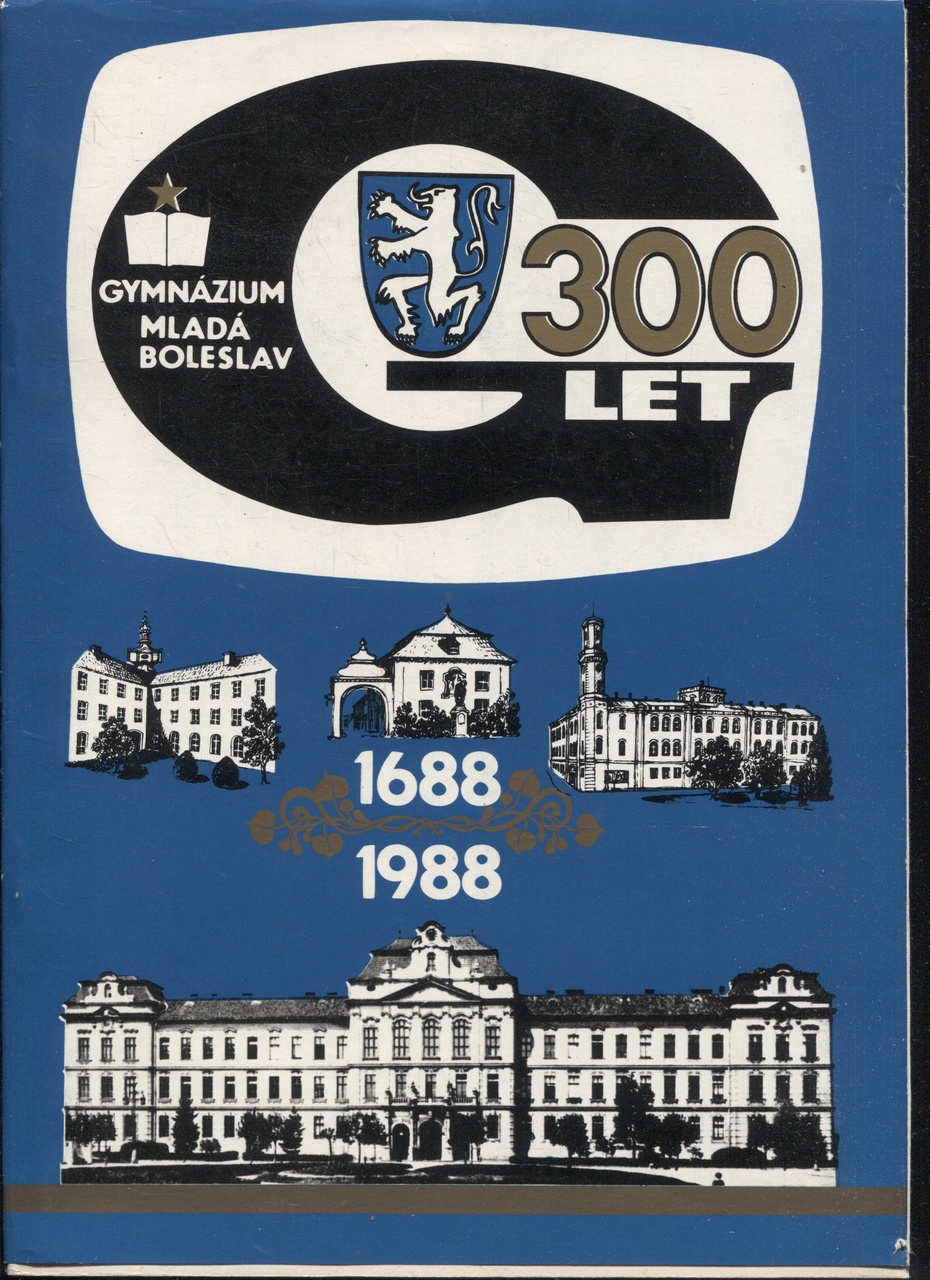 GYMNÁZIUM
MLADÁ
BOLESLAV
300
LET
1688
1988